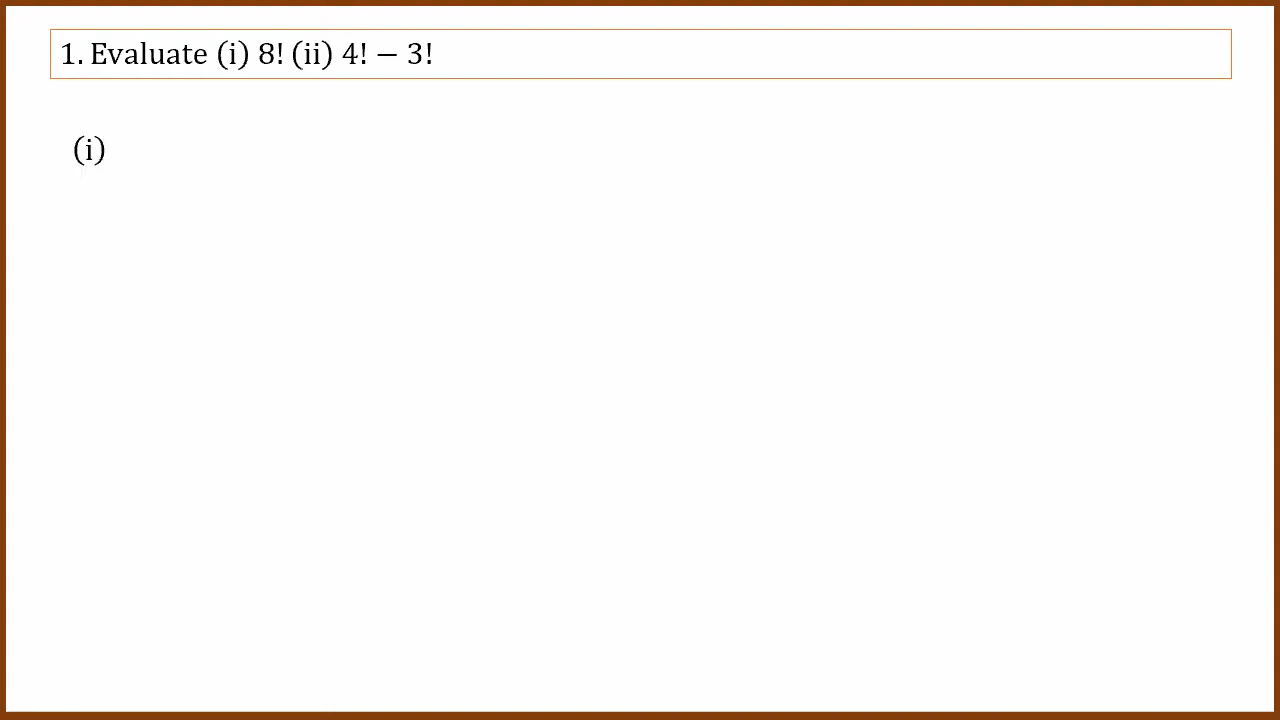 1. Evaluate (i) 8! (ii) 4! − 3!
(i)